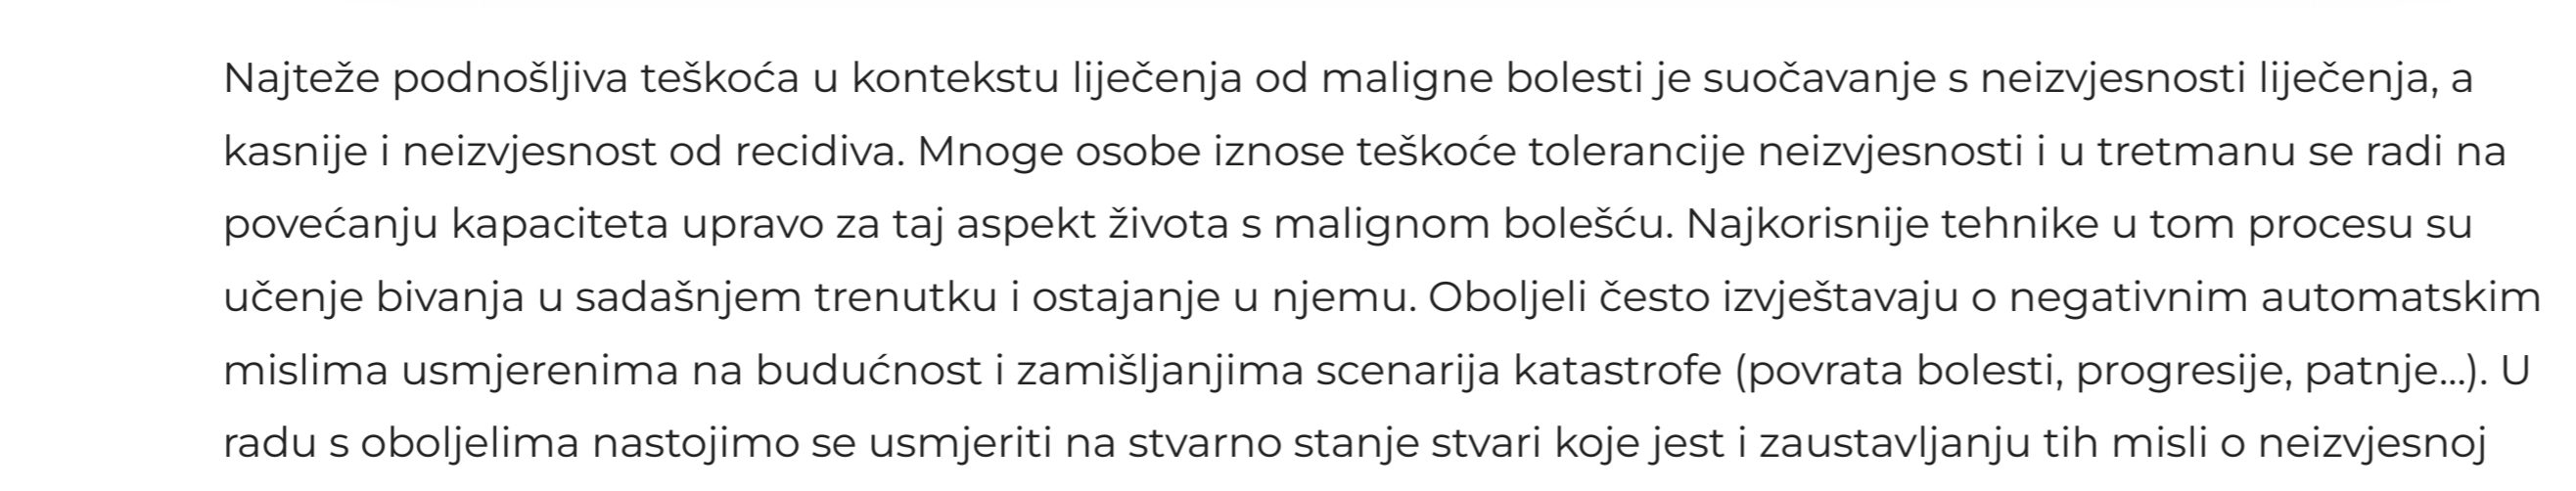 Najteže podnošljiva teškoća u kontekstu liječenja od maligne bolesti je suočavanje s neizvjesnosti liječenja, a
kasnije i neizvjesnost od recidiva. Mnoge osobe iznose teškoće tolerancije neizvjesnosti i u tretmanu se radi na
povećanju kapaciteta upravo za taj aspekt života s malignom bolešću. Najkorisnije tehnike u tom procesu su
učenje bivanja u sadašnjem trenutku i ostajanje u njemu. Oboljeli često izvještavaju o negativnim automatskim
mislima usmjerenima na budućnost i zamišljanjima scenarija katastrofe (povrata bolesti, progresije, patnje...). U
radu s oboljelima nastojimo se usmjeriti na stvarno stanje stvari koje jest i zaustavljanju tih misli o neizvjesnoj